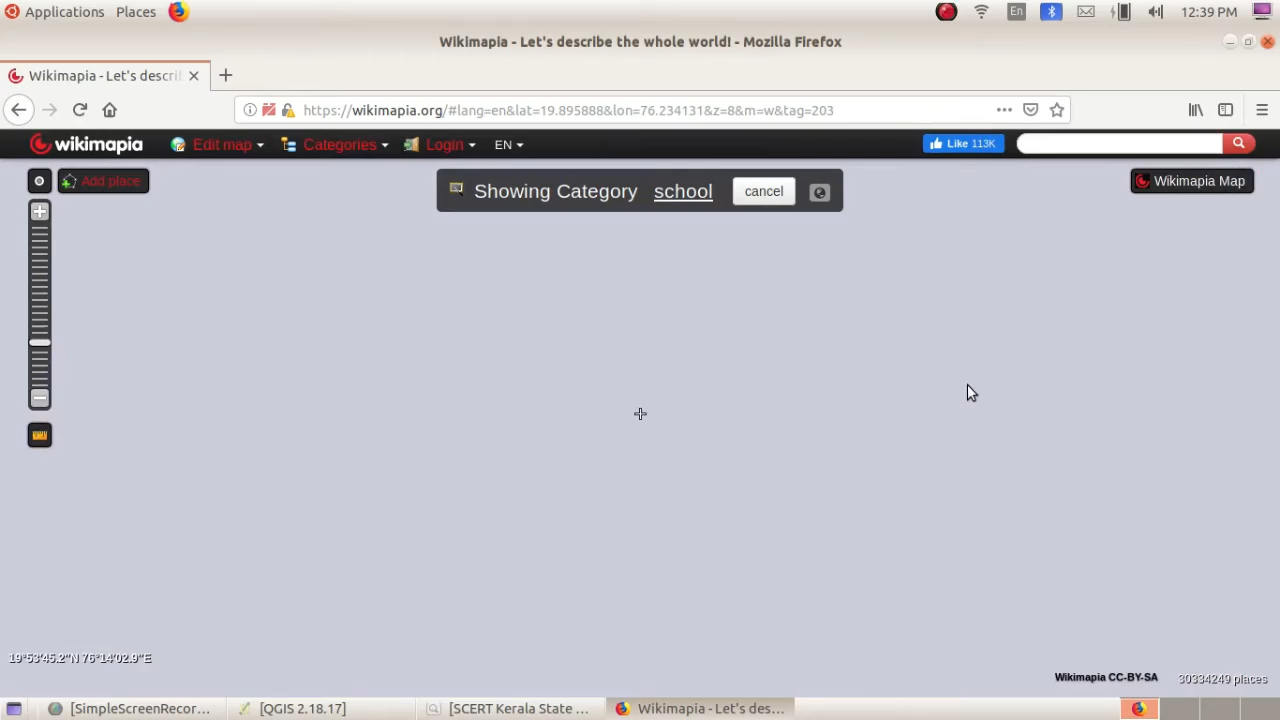 Applications Places En 12:39 PM
Wikimapia - Let's describe the whole world! - Mozilla Firefox
Wikimapia - Let's descri
https://wikimapia.org/#lang=en&lat=19.895888&lon=76.234131&z=8&m=w&tag=203
wikimapia Edit map Categories Login EN Like 113K
Add place Showing Category school cancel Wikimapia Map
19°53'45.2"N 76°14'02.9"E
Wikimapia CC-BY-SA 30334249 places
[SimpleScreenRecor... [QGIS 2.18.17] [SCERT Kerala State ... Wikimapia - Let's des...